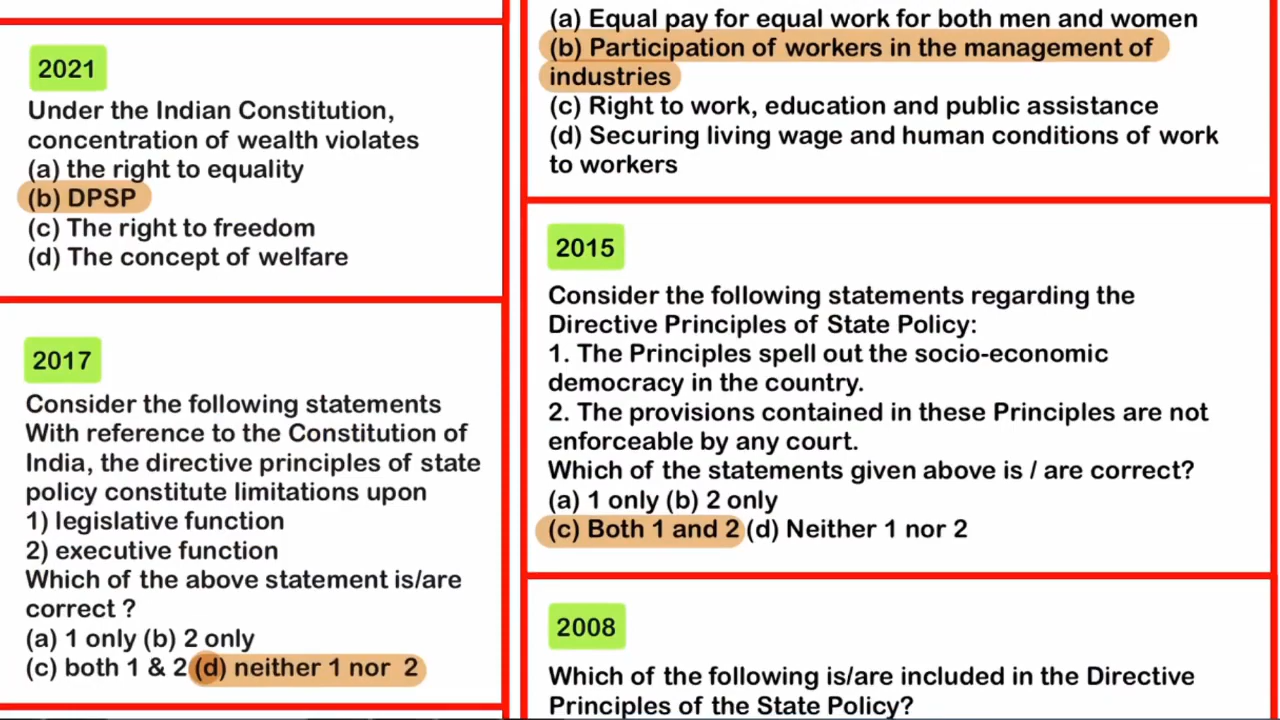 2021
Under the Indian Constitution,
concentration of wealth violates
(a) the right to equality
(b) DPSP
(c) The right to freedom
(d) The concept of welfare
2017
Consider the following statements
With reference to the Constitution of
India, the directive principles of state
policy constitute limitations upon
1) legislative function
2) executive function
Which of the above statement is/are
correct ?
(a) 1 only (b) 2 only
(c) both 1 & 2 (d) neither 1 nor 2
(a) Equal pay for equal work for both men and women
(b) Participation of workers in the management of
industries
(c) Right to work, education and public assistance
(d) Securing living wage and human conditions of work
to workers
2015
Consider the following statements regarding the
Directive Principles of State Policy:
1. The Principles spell out the socio-economic
democracy in the country.
2. The provisions contained in these Principles are not
enforceable by any court.
Which of the statements given above is / are correct?
(a) 1 only (b) 2 only
(c) Both 1 and 2 (d) Neither 1 nor 2
2008
Which of the following is/are included in the Directive
Principles of the State Policy?